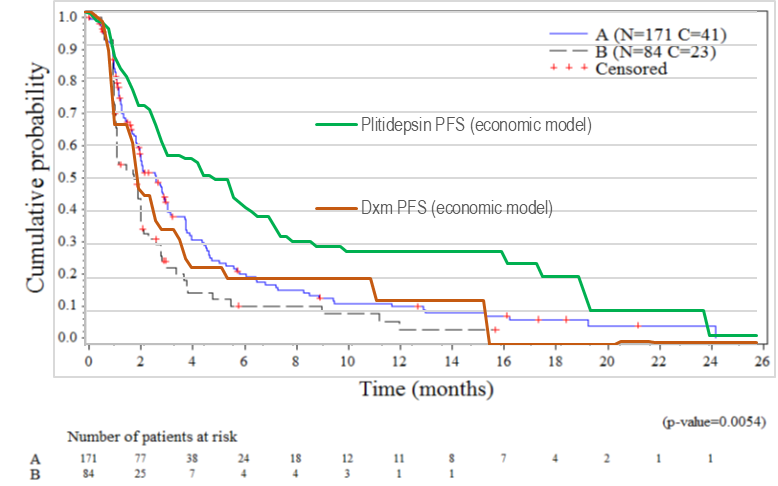 Cumulative probability
1.0
0.9
0.8
0.7
0.6
0.5
0.4
0.3
0.2
0.1
0.0
A (N=171 C=41)
B (N=84 C=23)
Censored
Plitidepsin PFS (economic model)
Dxm PFS (economic model)
0 2 4 6 8 10 12 14 16 18 20 22 24 26
Time (months)
(p-value=0.0054)
Number of patients at risk
A 171 77 38 24 18 12 11 8 7 4 2 1 1
B 84 25 7 4 4 3 1 1